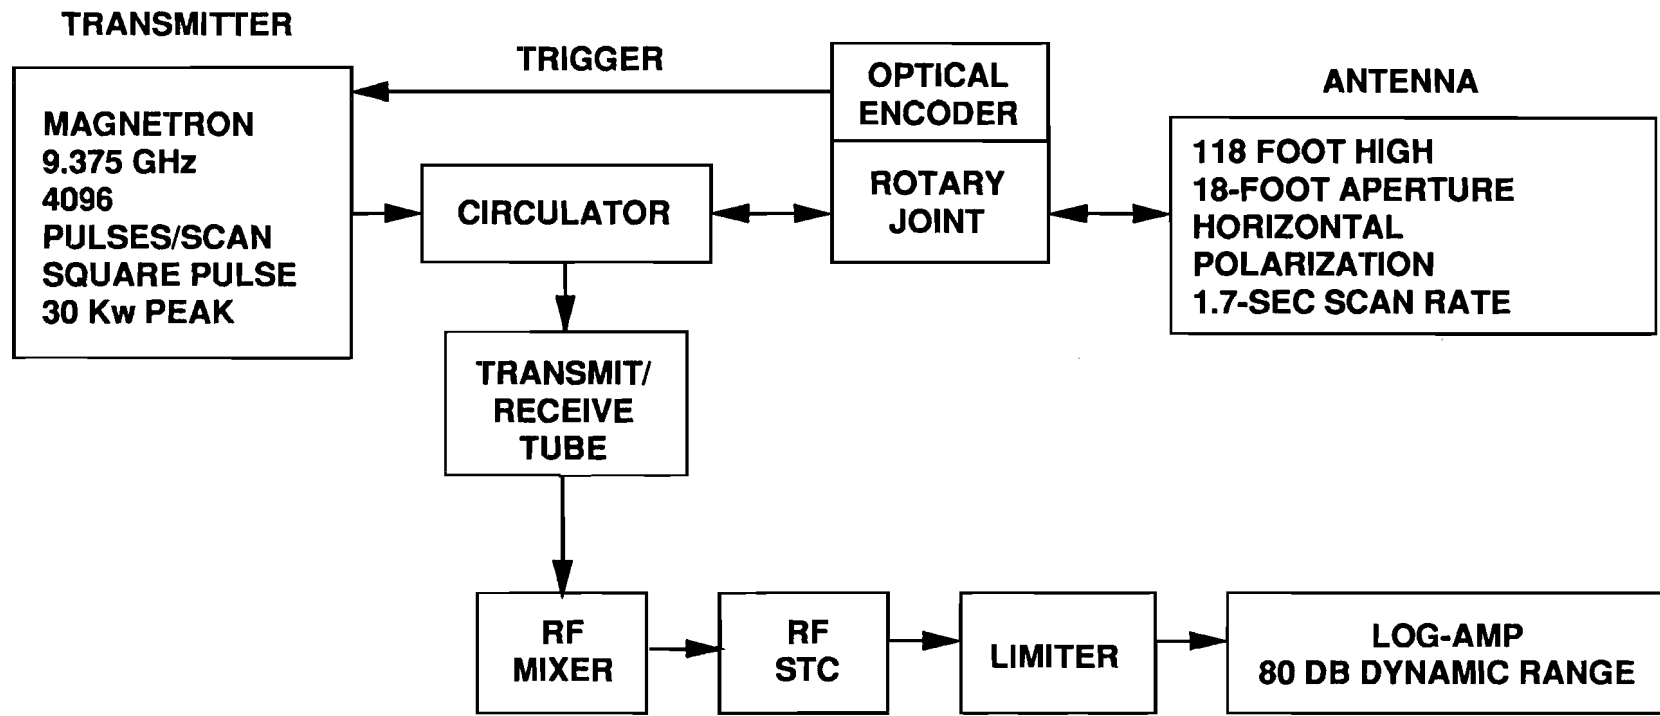 TRANSMITTER
MAGNETRON
9.375 GHz
4096
PULSES/SCAN
SQUARE PULSE
30 Kw PEAK
TRIGGER
OPTICAL
ENCODER
ROTARY
JOINT
CIRCULATOR
ANTENNA
118 FOOT HIGH
18-FOOT APERTURE
HORIZONTAL
POLARIZATION
1.7-SEC SCAN RATE
TRANSMIT/
RECEIVE
TUBE
RF
MIXER
RF
STC
LIMITER
LOG-AMP
80 DB DYNAMIC RANGE